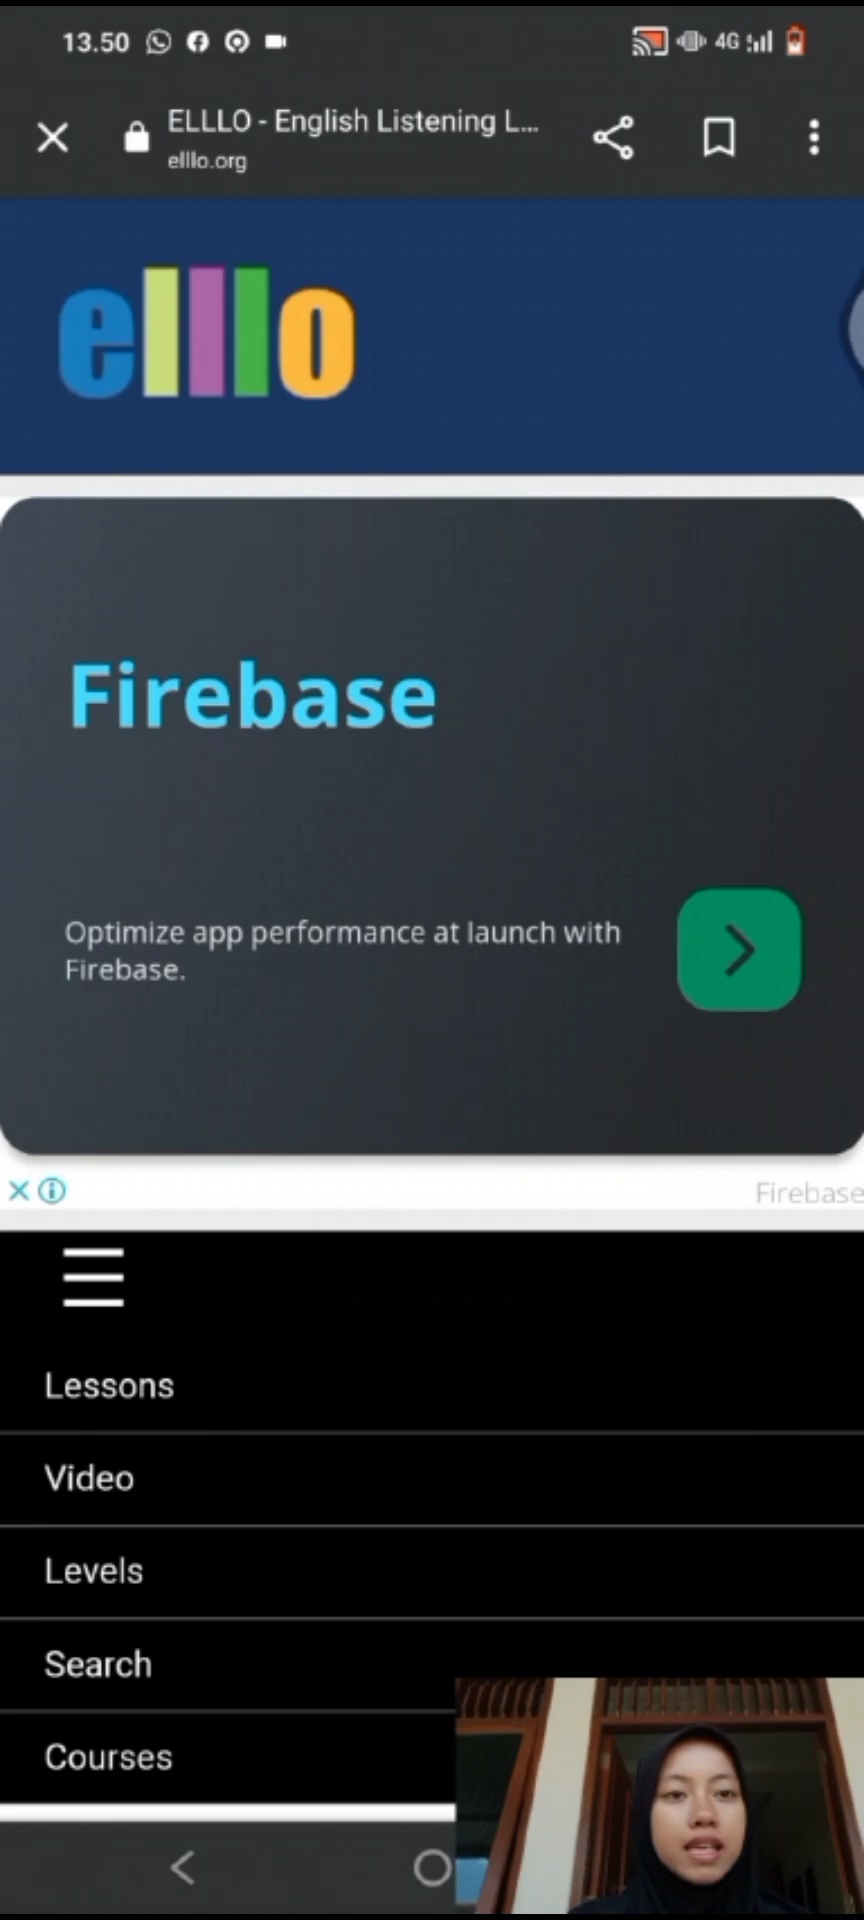 13.50
4G
ELLLO - English Listening L...
elllo.org
elllo
Firebase
Optimize app performance at launch with
Firebase.
Firebase
Lessons
Video
Levels
Search
Courses